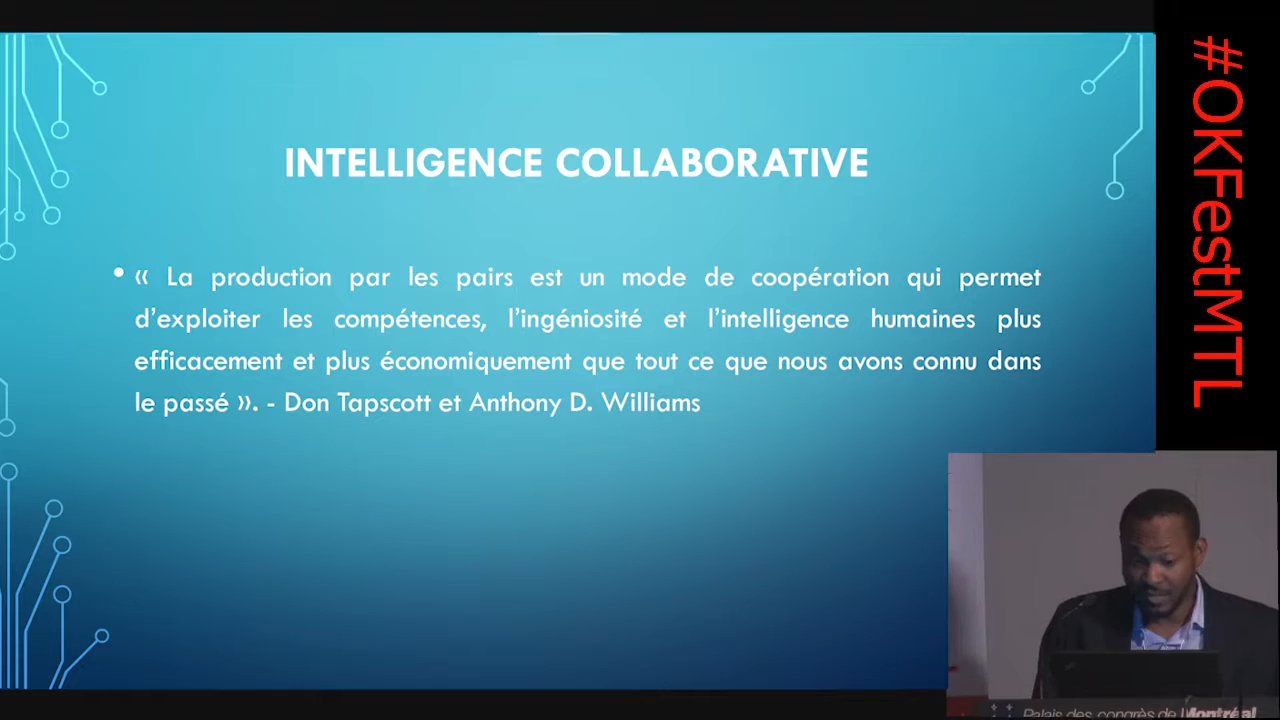 INTELLIGENCE COLLABORATIVE
• « La production par les pairs est un mode de coopération qui permet
d’exploiter les compétences, l’ingéniosité et l’intelligence humaines plus
efficacement et plus économiquement que tout ce que nous avons connu dans
le passé ». - Don Tapscott et Anthony D. Williams
#OKFestMTL
Palais des congrès de Montréal